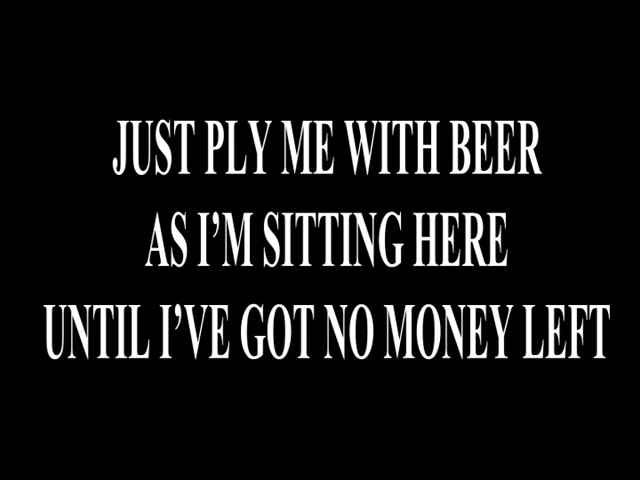 JUST PLY ME WITH BEER
AS I'M SITTING HERE
UNTIL I'VE GOT NO MONEY LEFT